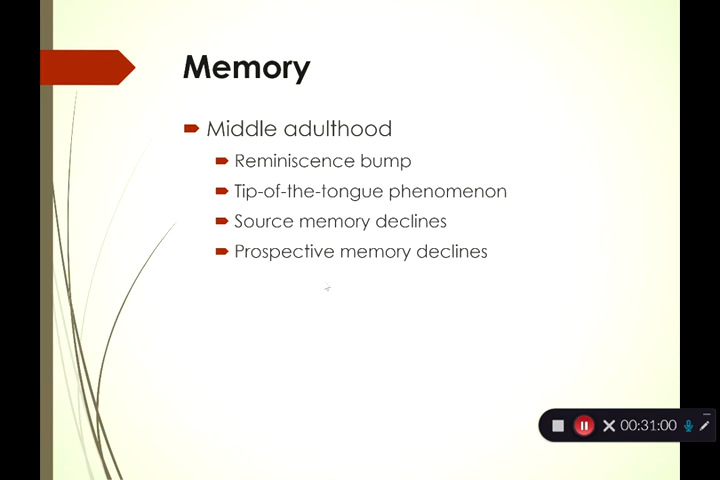 Memory
Middle adulthood
Reminiscence bump
Tip-of-the-tongue phenomenon
Source memory declines
Prospective memory declines
00:31:00